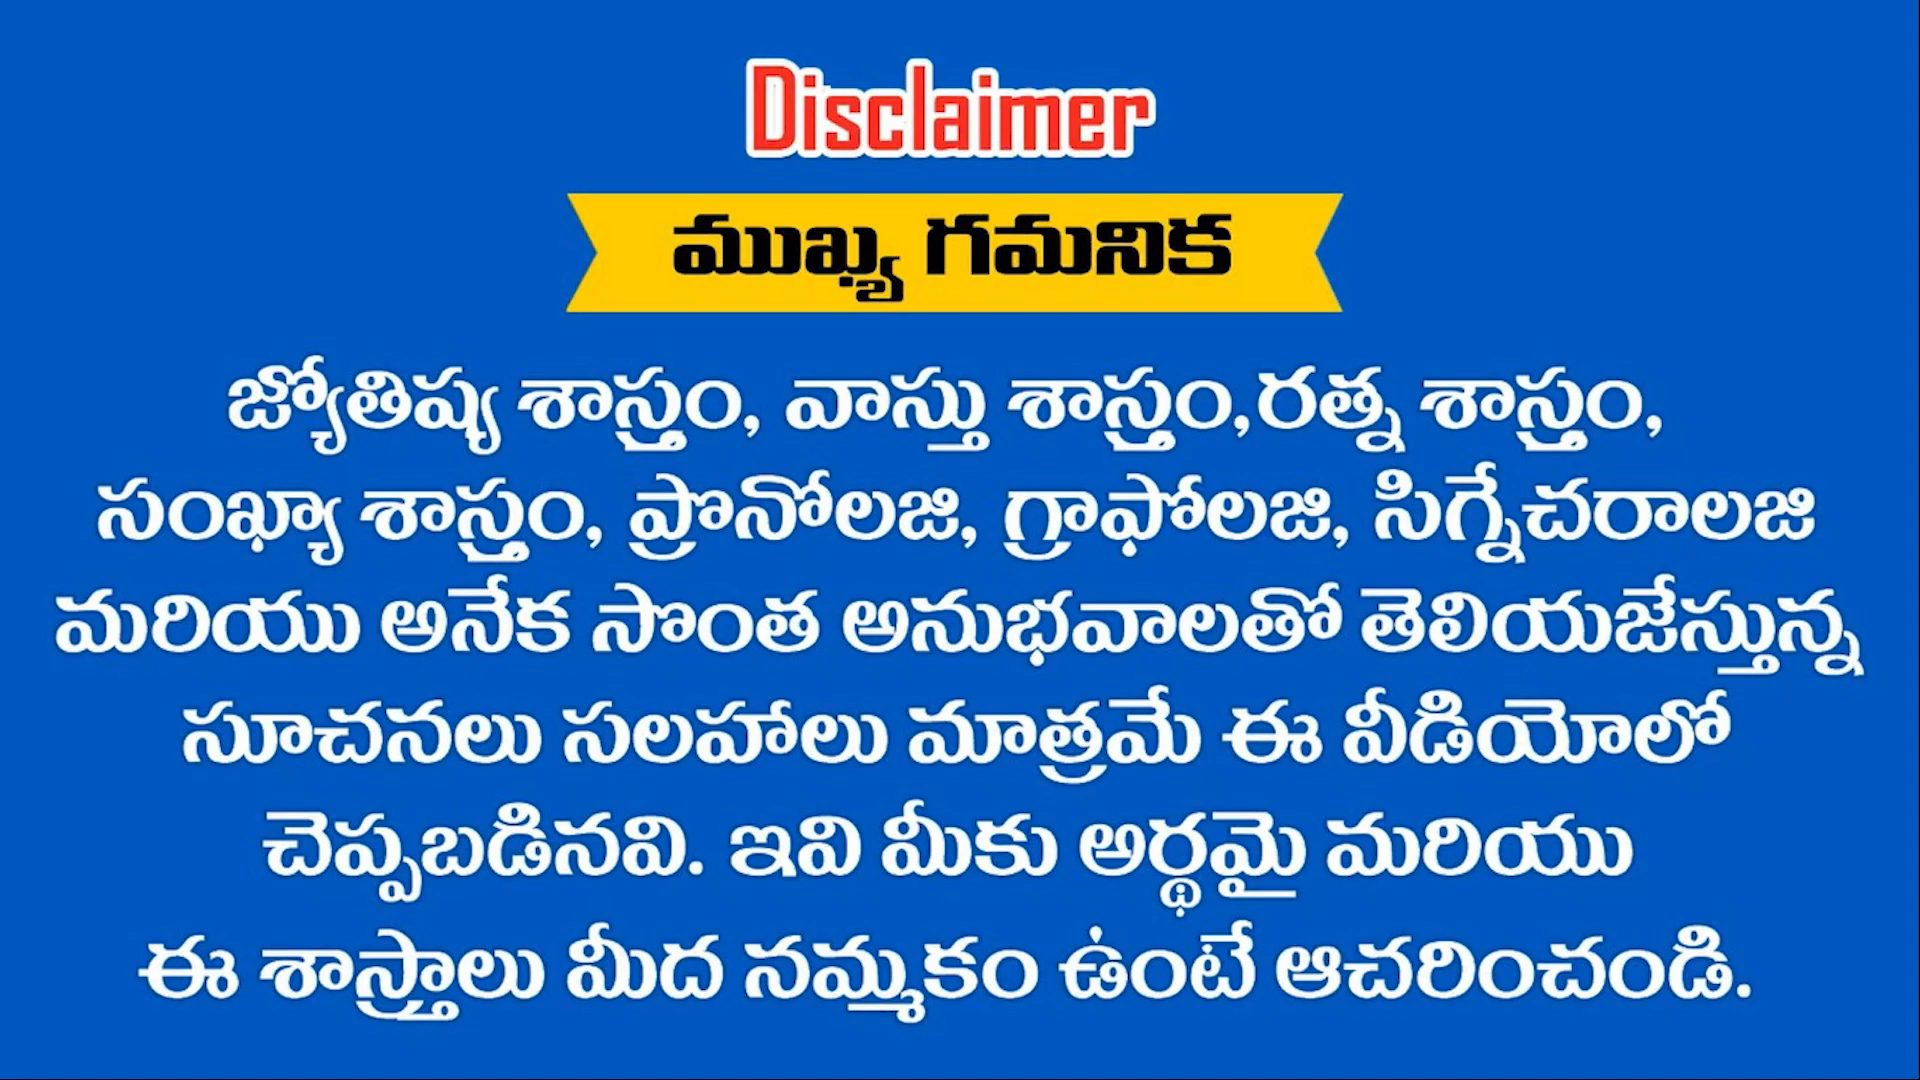 Disclaimer
ముఖ్య గమనిక
జ్యోతిష్య శాస్త్రం, వాస్తు శాస్త్రం,రత్న శాస్త్రం,
సంఖ్యా శాస్త్రం, ప్రొనోలజి, గ్రాఫోలజి, సిగ్నేచరాలజి
మరియు అనేక సొంత అనుభవాలతో తెలియజేస్తున్న
సూచనలు సలహాలు మాత్రమే ఈ వీడియోలో
చెప్పబడినవి. ఇవి మీకు అర్థమై మరియు
ఈ శాస్త్రాలు మీద నమ్మకం ఉంటే ఆచరించండి.